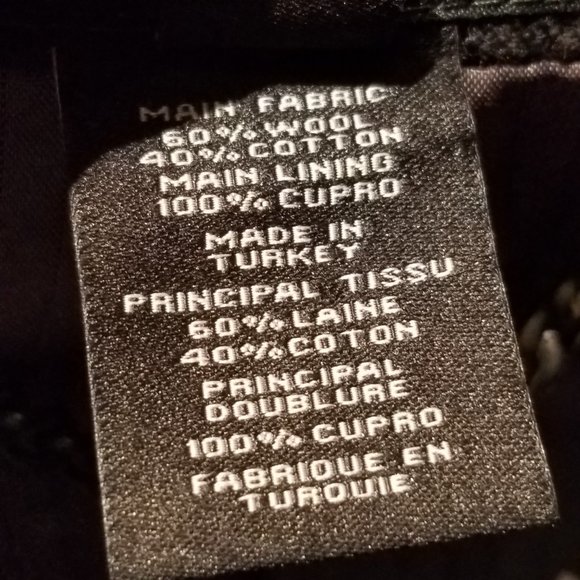 MAIN FABRIC
60% WOOL
40% COTTON
MAIN LINING
100% CUPRO
MADE IN
TURKEY
PRINCIPAL TISSU
60% LAINE
40% COTON
PRINCIPAL
DOUBLURE
100% CUPRO
FABRIQUE EN
TURQUIE